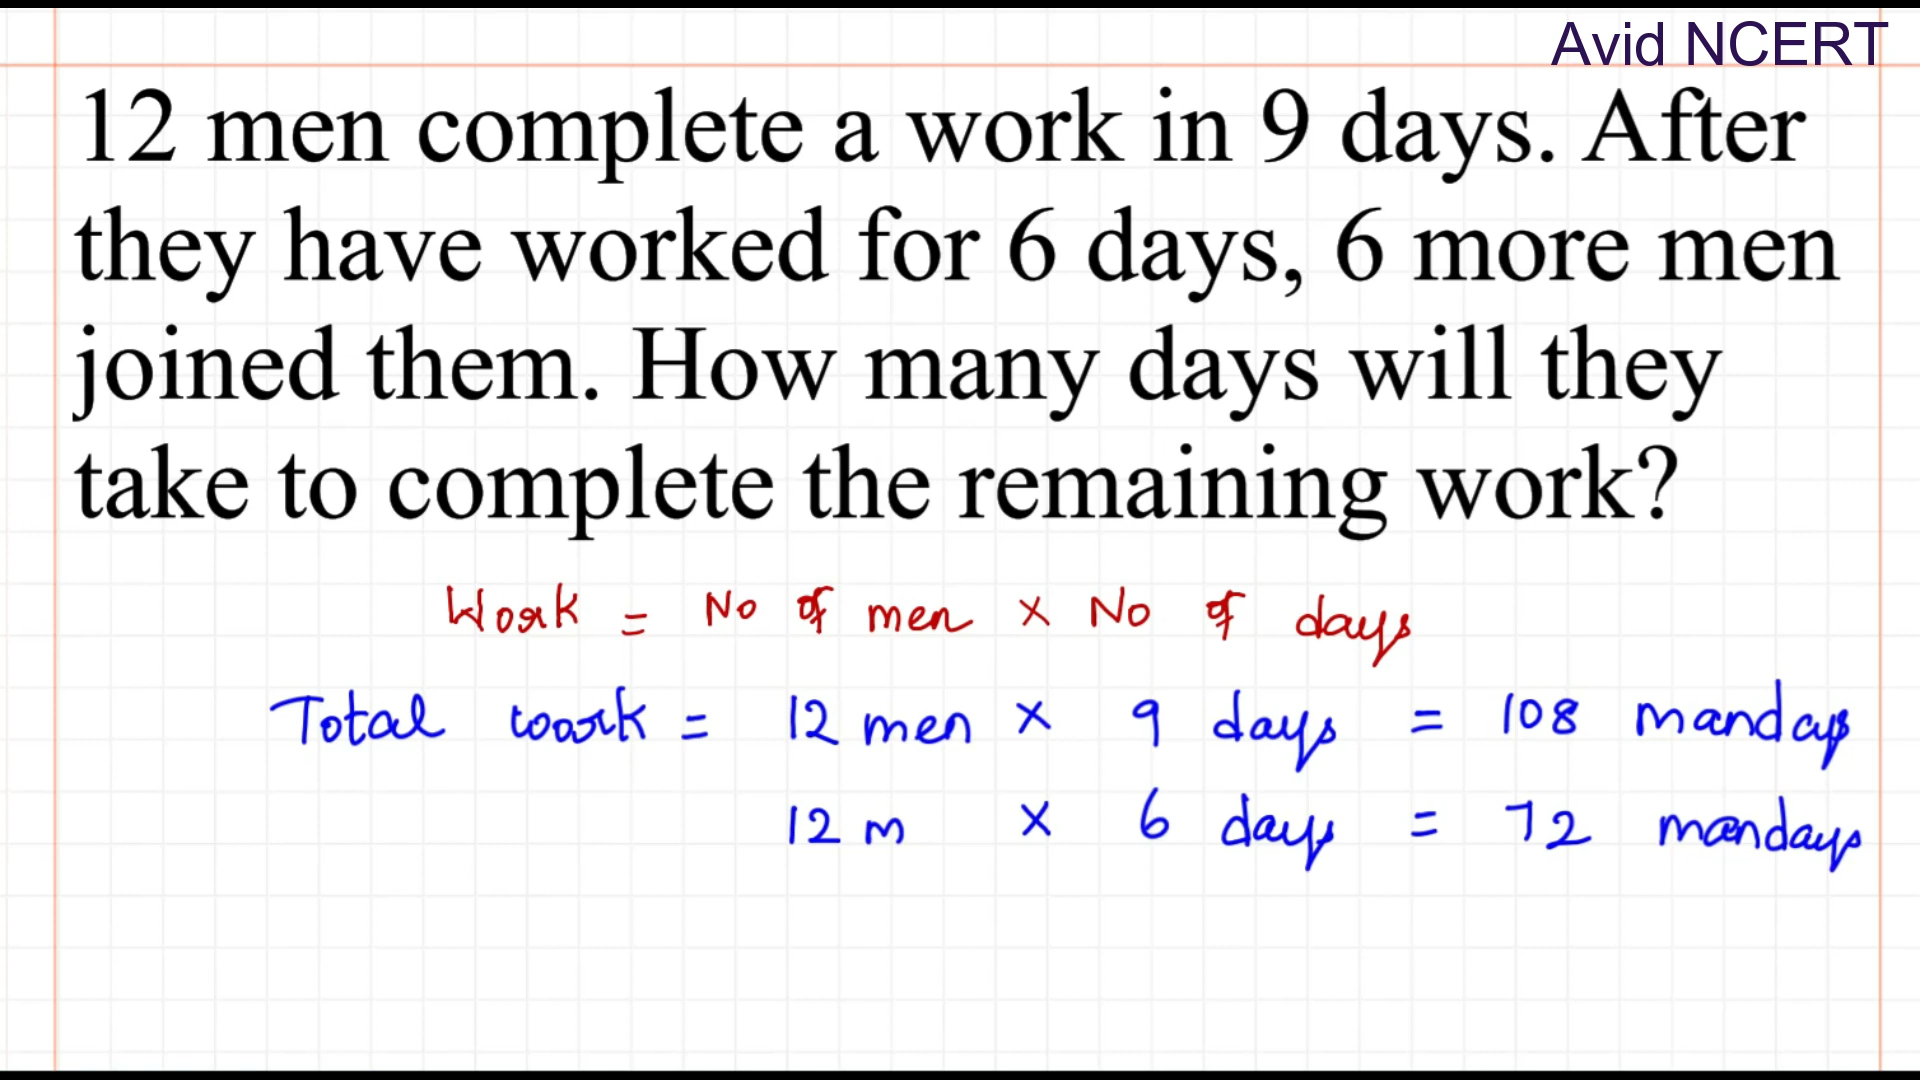 Avid NCERT
12 men complete a work in 9 days. After
they have worked for 6 days, 6 more men
joined them. How many days will they
take to complete the remaining work?
Work = No of men × No of days
Total work = 12 men × 9 days = 108 mandays
12 m × 6 days = 72 mandays